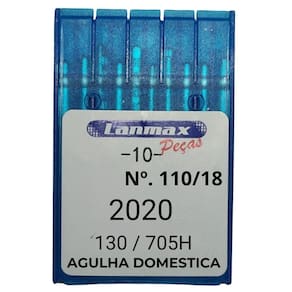 Lanmax
-10- Peças
Nº. 110/18
2020
130 / 705H
AGULHA DOMESTICA